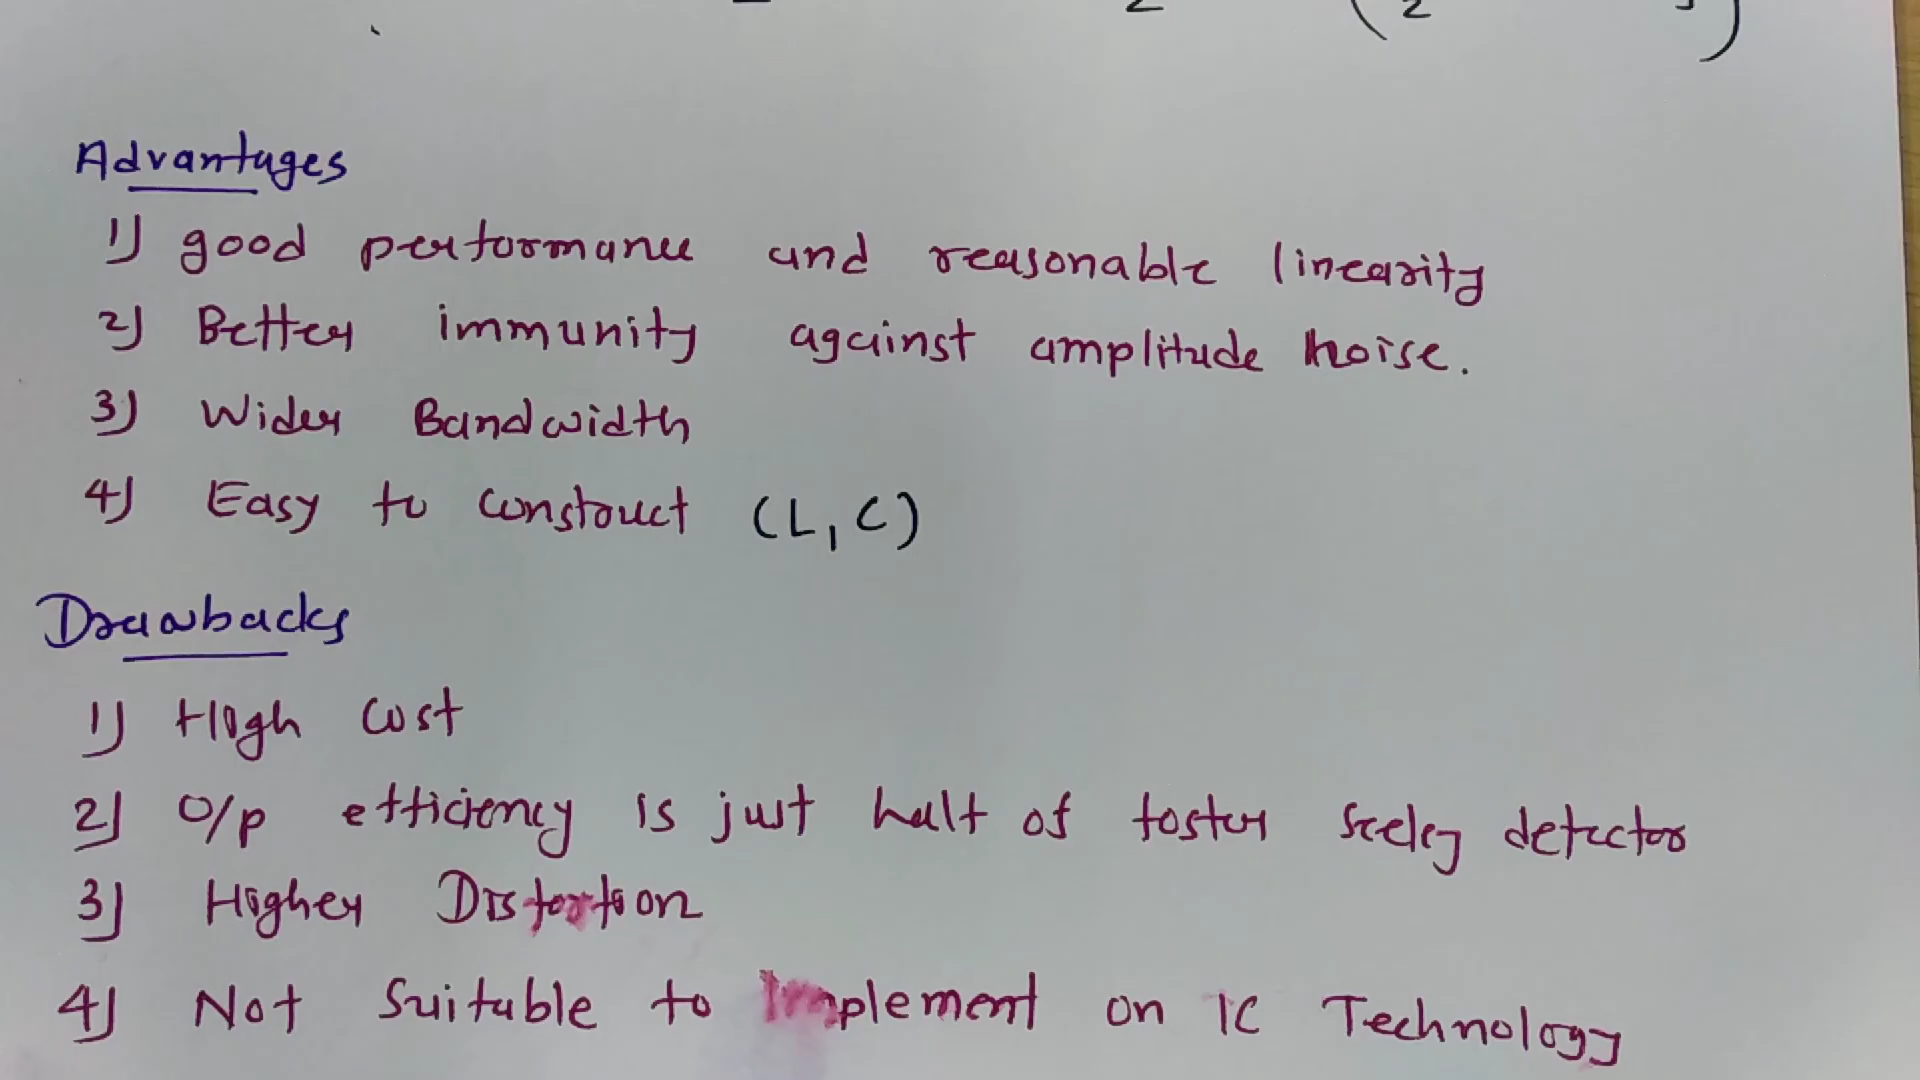 Advantages
1) good performance and reasonable linearity
2) Better immunity against amplitude noise.
3) Wider Bandwidth
4) Easy to construct (L, C)
Drawbacks
1) High cost
2) O/p efficiency is just half of foster seeley detector
3) Higher Distortion
4) Not Suitable to Implement on IC Technology